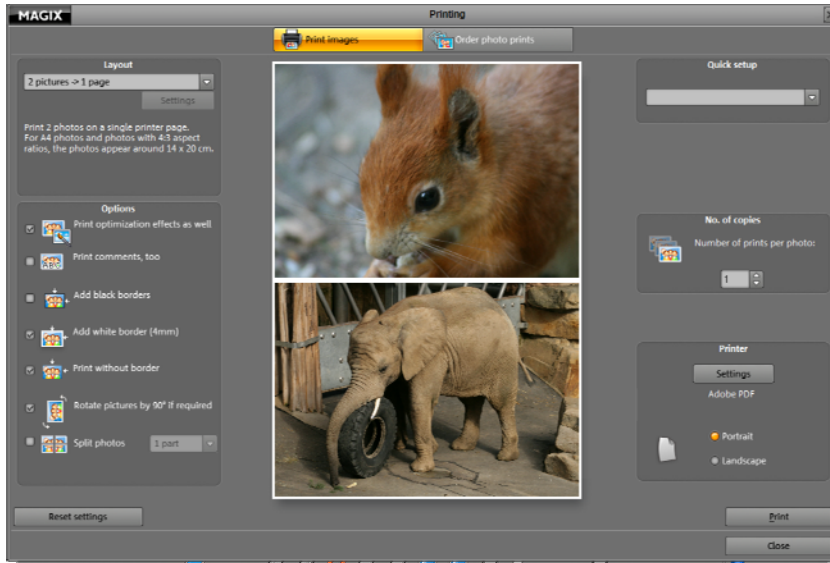 MAGIX
Printing
Print images
Order photo prints
Layout
2 pictures -> 1 page
Settings
Print 2 photos on a single printer page.
For A4 photos and photos with 4:3 aspect
ratios, the photos appear around 14 x 20 cm.
Options
Print optimization effects as well
Print comments, too
Add black borders
Add white border (4mm)
Print without border
Rotate pictures by 90° if required
Split photos
1 part
Reset settings
Quick setup
No. of copies
Number of prints per photo:
1
Printer
Settings
Adobe PDF
Portrait
Landscape
Print
Close